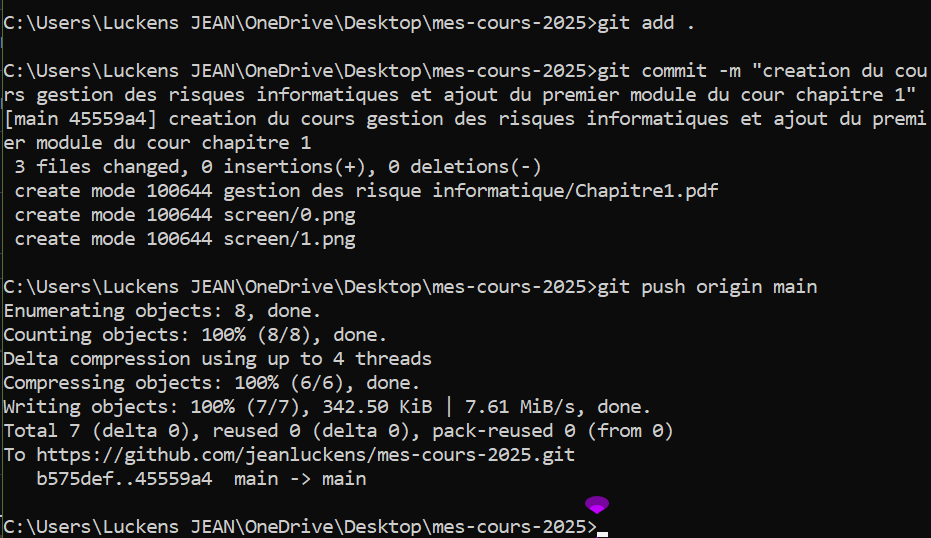 C:\Users\Luckens JEAN\OneDrive\Desktop\mes-cours-2025>git add .
C:\Users\Luckens JEAN\OneDrive\Desktop\mes-cours-2025>git commit -m "creation du cou
rs gestion des risques informatiques et ajout du premier module du cour chapitre 1"
[main 45559a4] creation du cours gestion des risques informatiques et ajout du premi
er module du cour chapitre 1
 3 files changed, 0 insertions(+), 0 deletions(-)
 create mode 100644 gestion des risque informatique/Chapitre1.pdf
 create mode 100644 screen/0.png
 create mode 100644 screen/1.png
C:\Users\Luckens JEAN\OneDrive\Desktop\mes-cours-2025>git push origin main
Enumerating objects: 8, done.
Counting objects: 100% (8/8), done.
Delta compression using up to 4 threads
Compressing objects: 100% (6/6), done.
Writing objects: 100% (7/7), 342.50 KiB | 7.61 MiB/s, done.
Total 7 (delta 0), reused 0 (delta 0), pack-reused 0 (from 0)
To https://github.com/jeanluckens/mes-cours-2025.git
   b575def..45559a4  main -> main
C:\Users\Luckens JEAN\OneDrive\Desktop\mes-cours-2025>